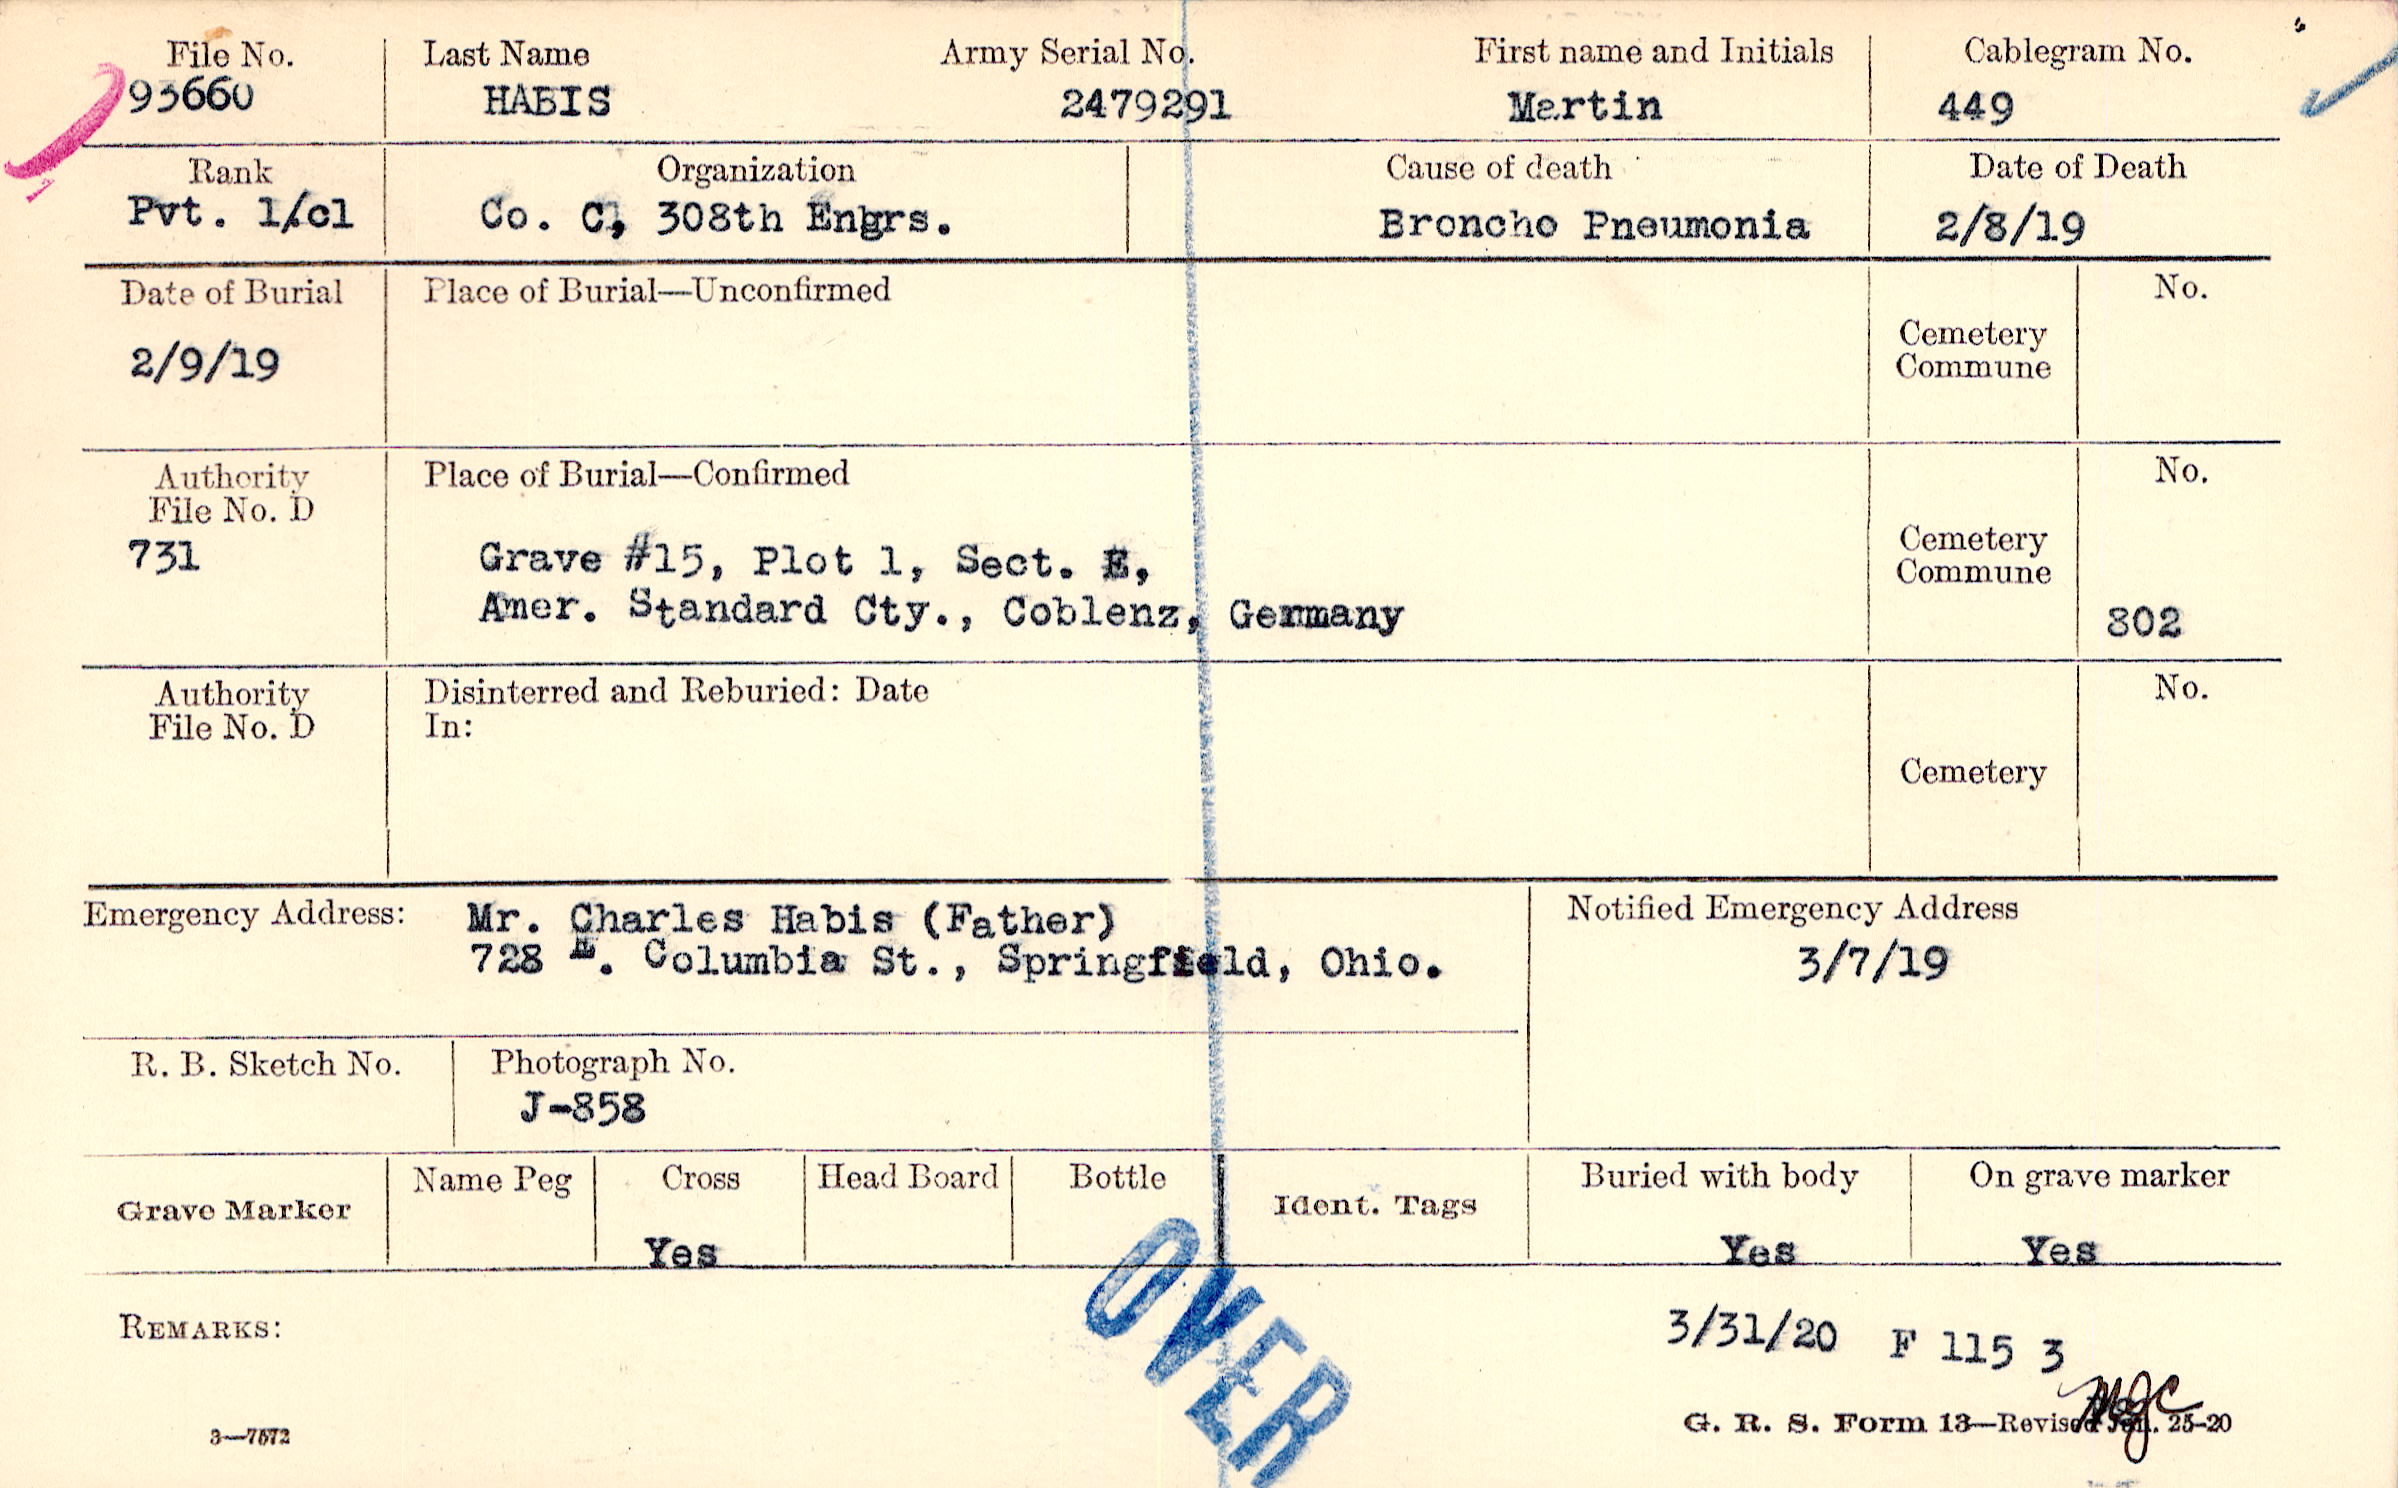 File No. Last Name Army Serial No. First name and Initials Cablegram No.
93660 HABIS 2479291 Martin 449
Rank Organization Cause of death Date of Death
Pvt. 1/cl Co. C, 308th Engrs. Broncho Pneumonia 2/8/19
Date of Burial Place of Burial—Unconfirmed No.
Cemetery
Commune
2/9/19
Authority Place of Burial—Confirmed No.
File No. D
731 Grave #15, Plot 1, Sect. E, Cemetery
Commune
Amer. Standard Cty., Coblenz, Germany 802
Authority Disinterred and Reburied: Date No.
File No. D In:
Cemetery
Emergency Address: Mr. Charles Habis (Father) Notified Emergency Address
728 E. Columbia St., Springfield, Ohio. 3/7/19
R. B. Sketch No. Photograph No.
J-858
Grave Marker Name Peg Cross Head Board Bottle Ident. Tags Buried with body On grave marker
Yes Yes Yes
OVER
REMARKS: 3/31/20 F 115 3
MJC
3—7572 G. R. S. Form 13—Revised Jan. 25-20